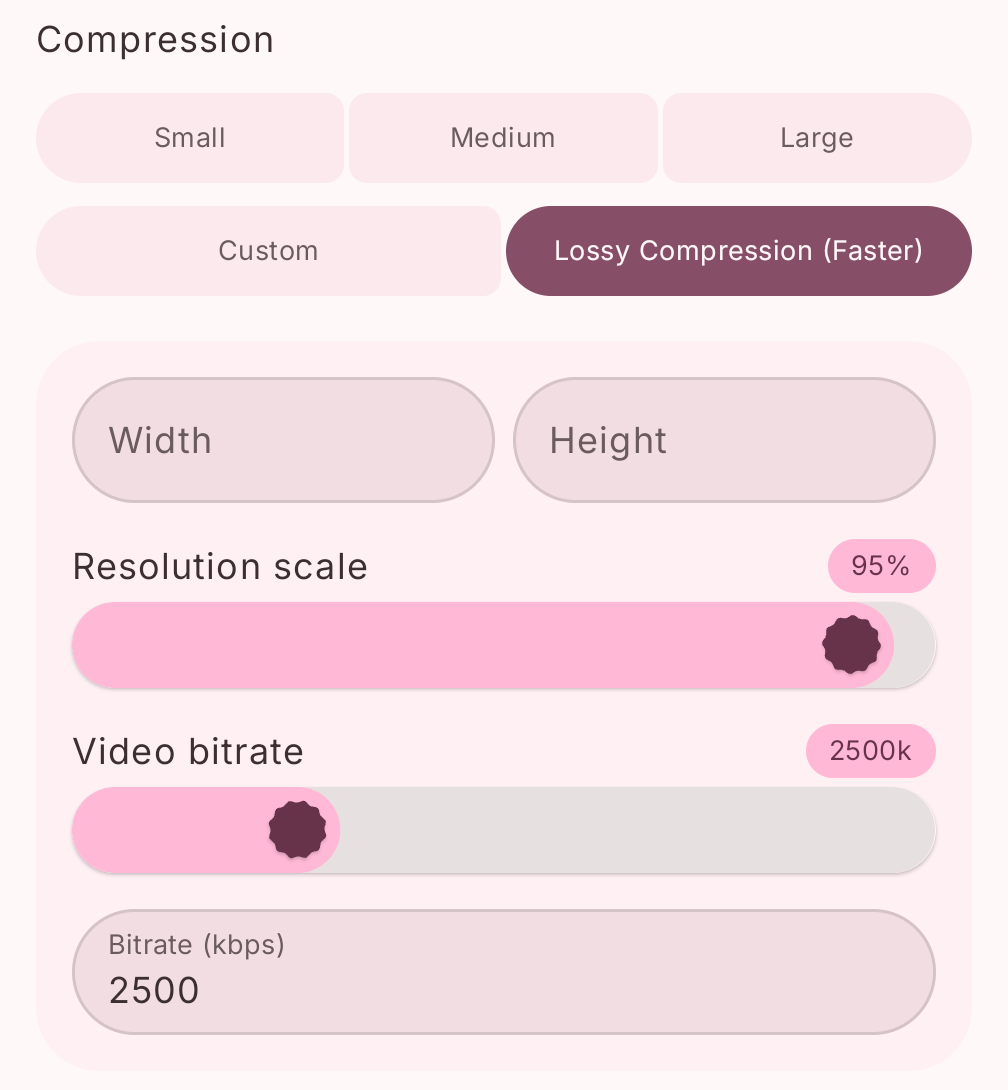 Compression
Small
Medium
Large
Custom
Lossy Compression (Faster)
Width
Height
Resolution scale
95%
Video bitrate
2500k
Bitrate (kbps)
2500